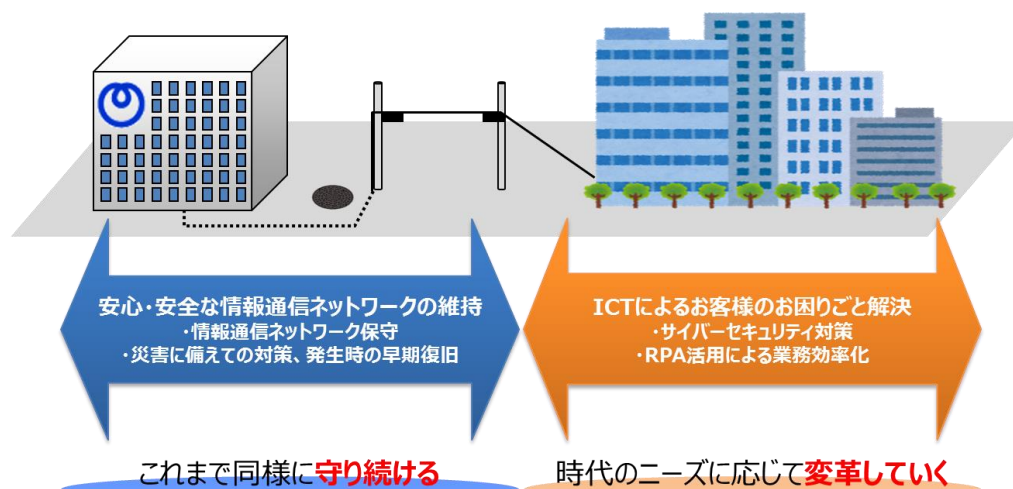 安心・安全な情報通信ネットワークの維持
・情報通信ネットワーク保守
・災害に備えての対策、発生時の早期復旧
ICTによるお客様のお困りごと解決
・サイバーセキュリティ対策
・RPA活用による業務効率化
これまで同様に守り続ける
時代のニーズに応じて変革していく